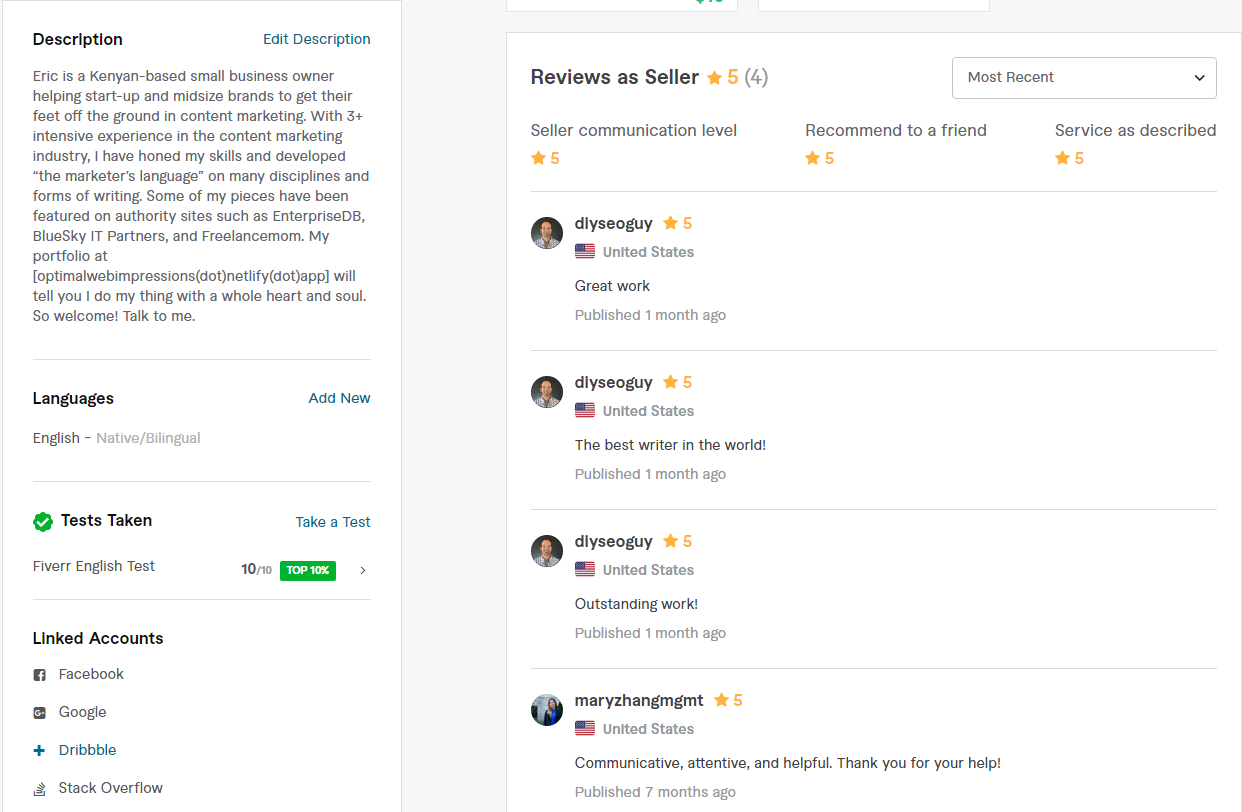 Description
Edit Description
Eric is a Kenyan-based small business owner
helping start-up and midsize brands to get their
feet off the ground in content marketing. With 3+
intensive experience in the content marketing
industry, I have honed my skills and developed
“the marketer’s language” on many disciplines and
forms of writing. Some of my pieces have been
featured on authority sites such as EnterpriseDB,
BlueSky IT Partners, and Freelancemom. My
portfolio at
[optimalwebimpressions(dot)netlify(dot)app] will
tell you I do my thing with a whole heart and soul.
So welcome! Talk to me.
Languages
Add New
English - Native/Bilingual
Tests Taken
Take a Test
Fiverr English Test
10/10 TOP 10%
Linked Accounts
Facebook
Google
Dribbble
Stack Overflow
Reviews as Seller 5 (4)
Most Recent
Seller communication level
5
Recommend to a friend
5
Service as described
5
diyseoguy 5
United States
Great work
Published 1 month ago
diyseoguy 5
United States
The best writer in the world!
Published 1 month ago
diyseoguy 5
United States
Outstanding work!
Published 1 month ago
maryzhangmgmt 5
United States
Communicative, attentive, and helpful. Thank you for your help!
Published 7 months ago